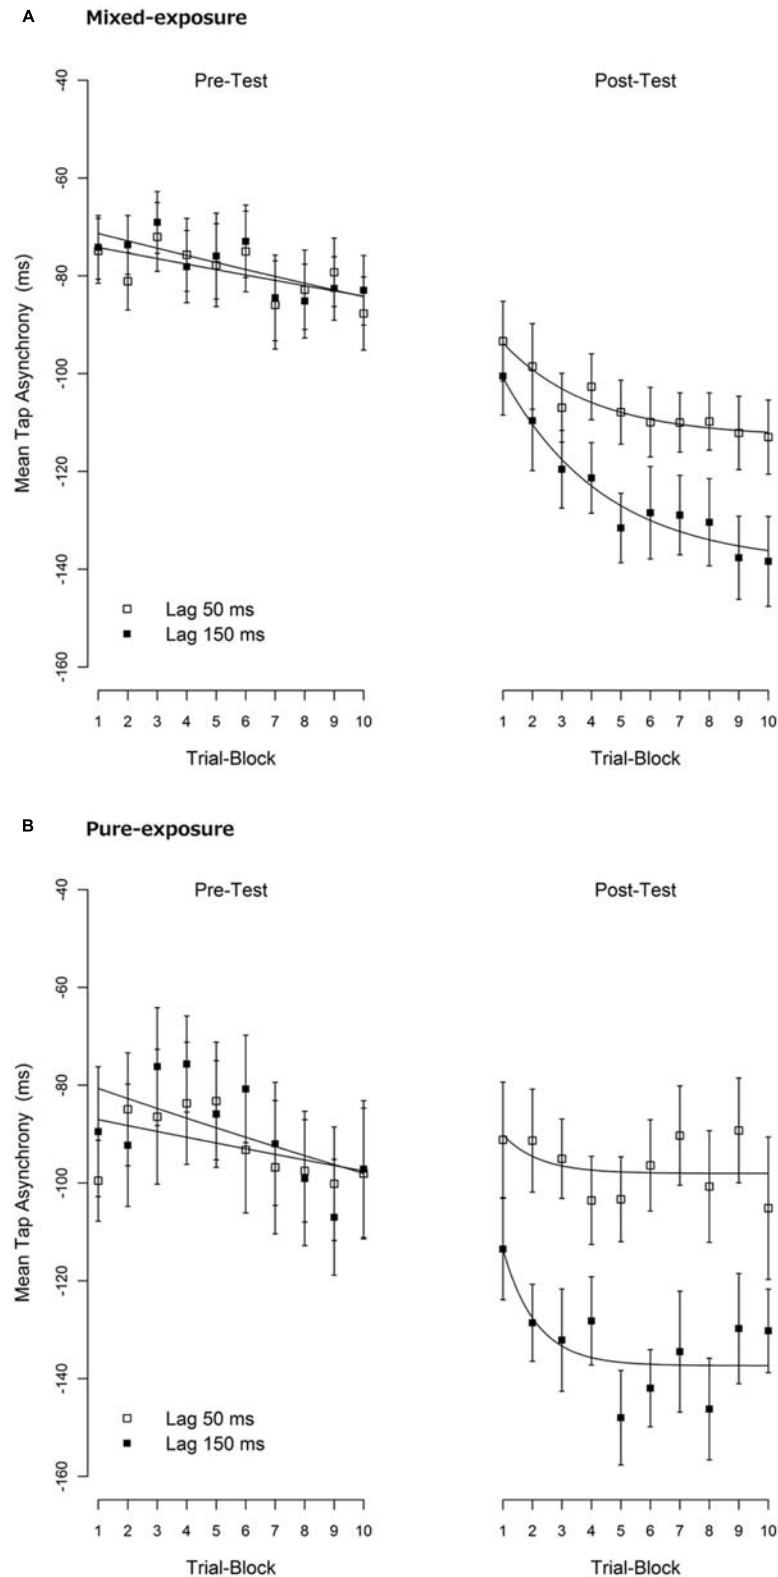 A Mixed-exposure
Pre-Test Post-Test
-40
-60
-80
-100
-120
-140
-160
Mean Tap Asynchrony (ms)
Lag 50 ms
Lag 150 ms
1 2 3 4 5 6 7 8 9 10 1 2 3 4 5 6 7 8 9 10
Trial-Block Trial-Block
B Pure-exposure
Pre-Test Post-Test
-40
-60
-80
-100
-120
-140
-160
Mean Tap Asynchrony (ms)
Lag 50 ms
Lag 150 ms
1 2 3 4 5 6 7 8 9 10 1 2 3 4 5 6 7 8 9 10
Trial-Block Trial-Block